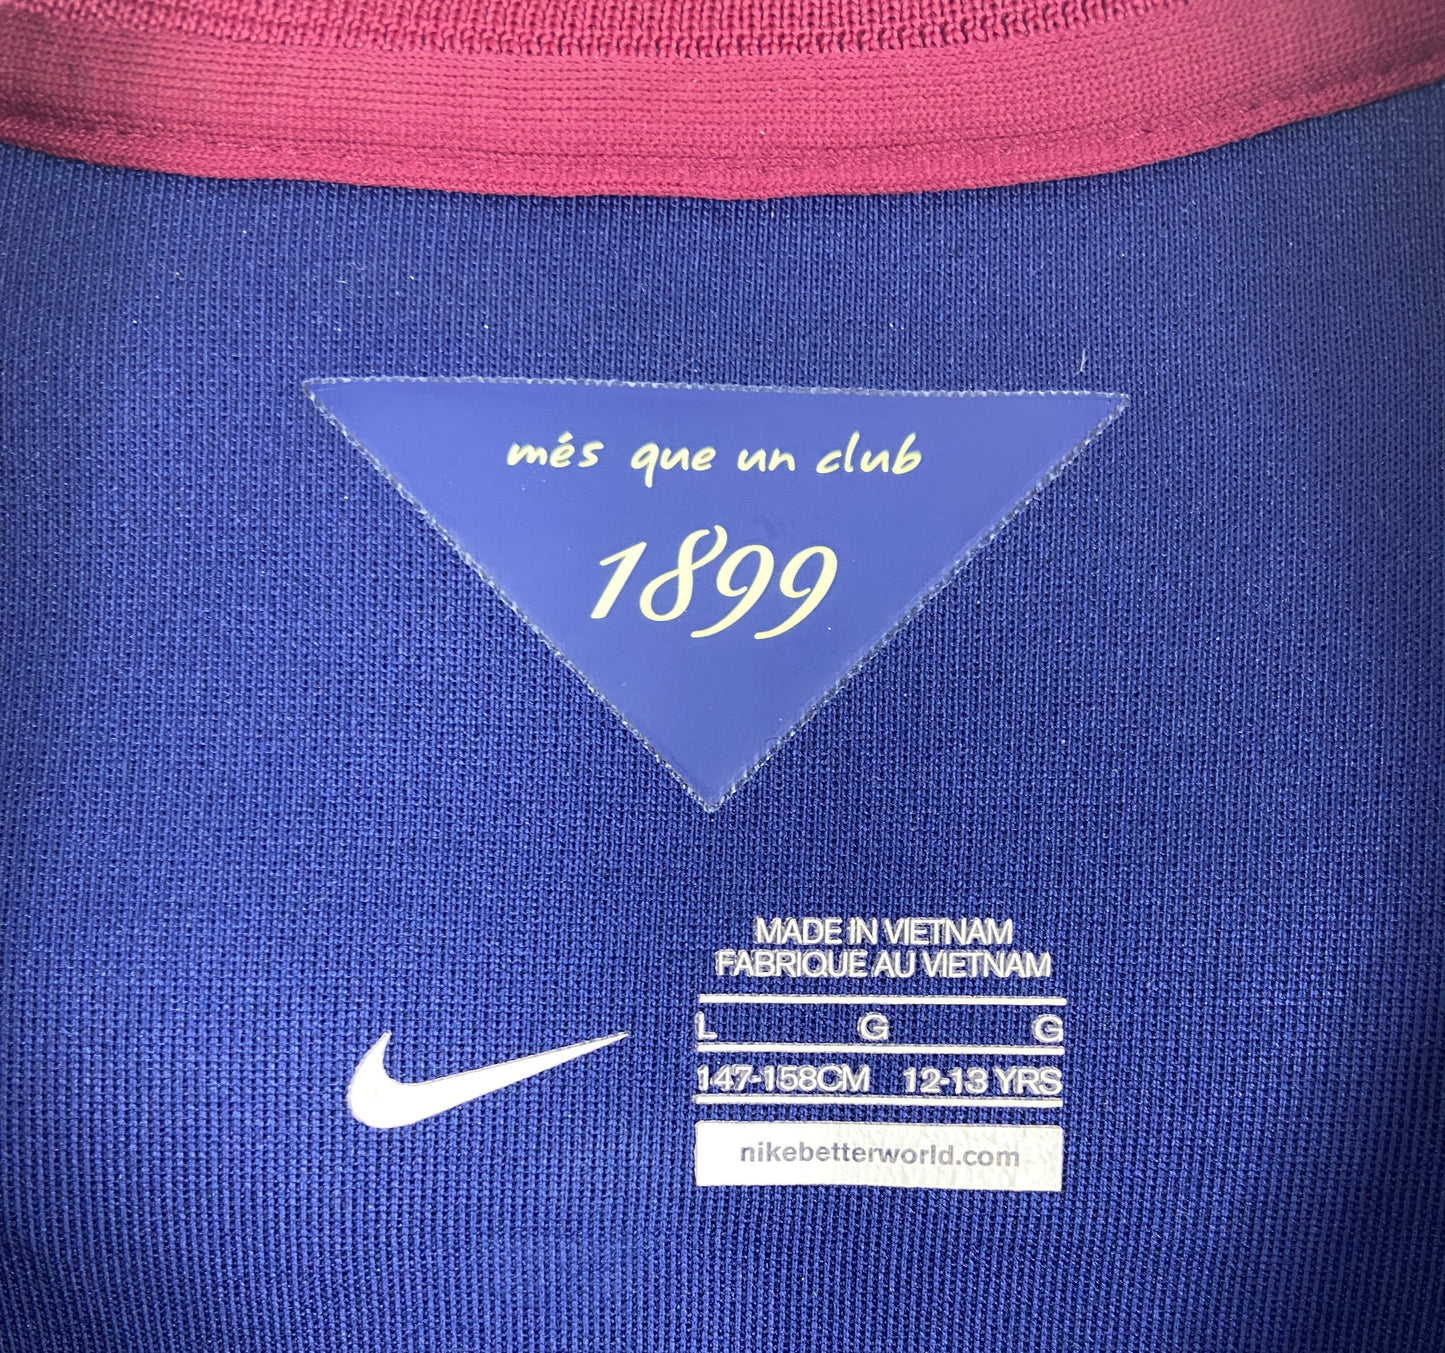 més que un club
1899
MADE IN VIETNAM
FABRIQUE AU VIETNAM
L G G
147-158CM 12-13 YRS
nikebetterworld.com